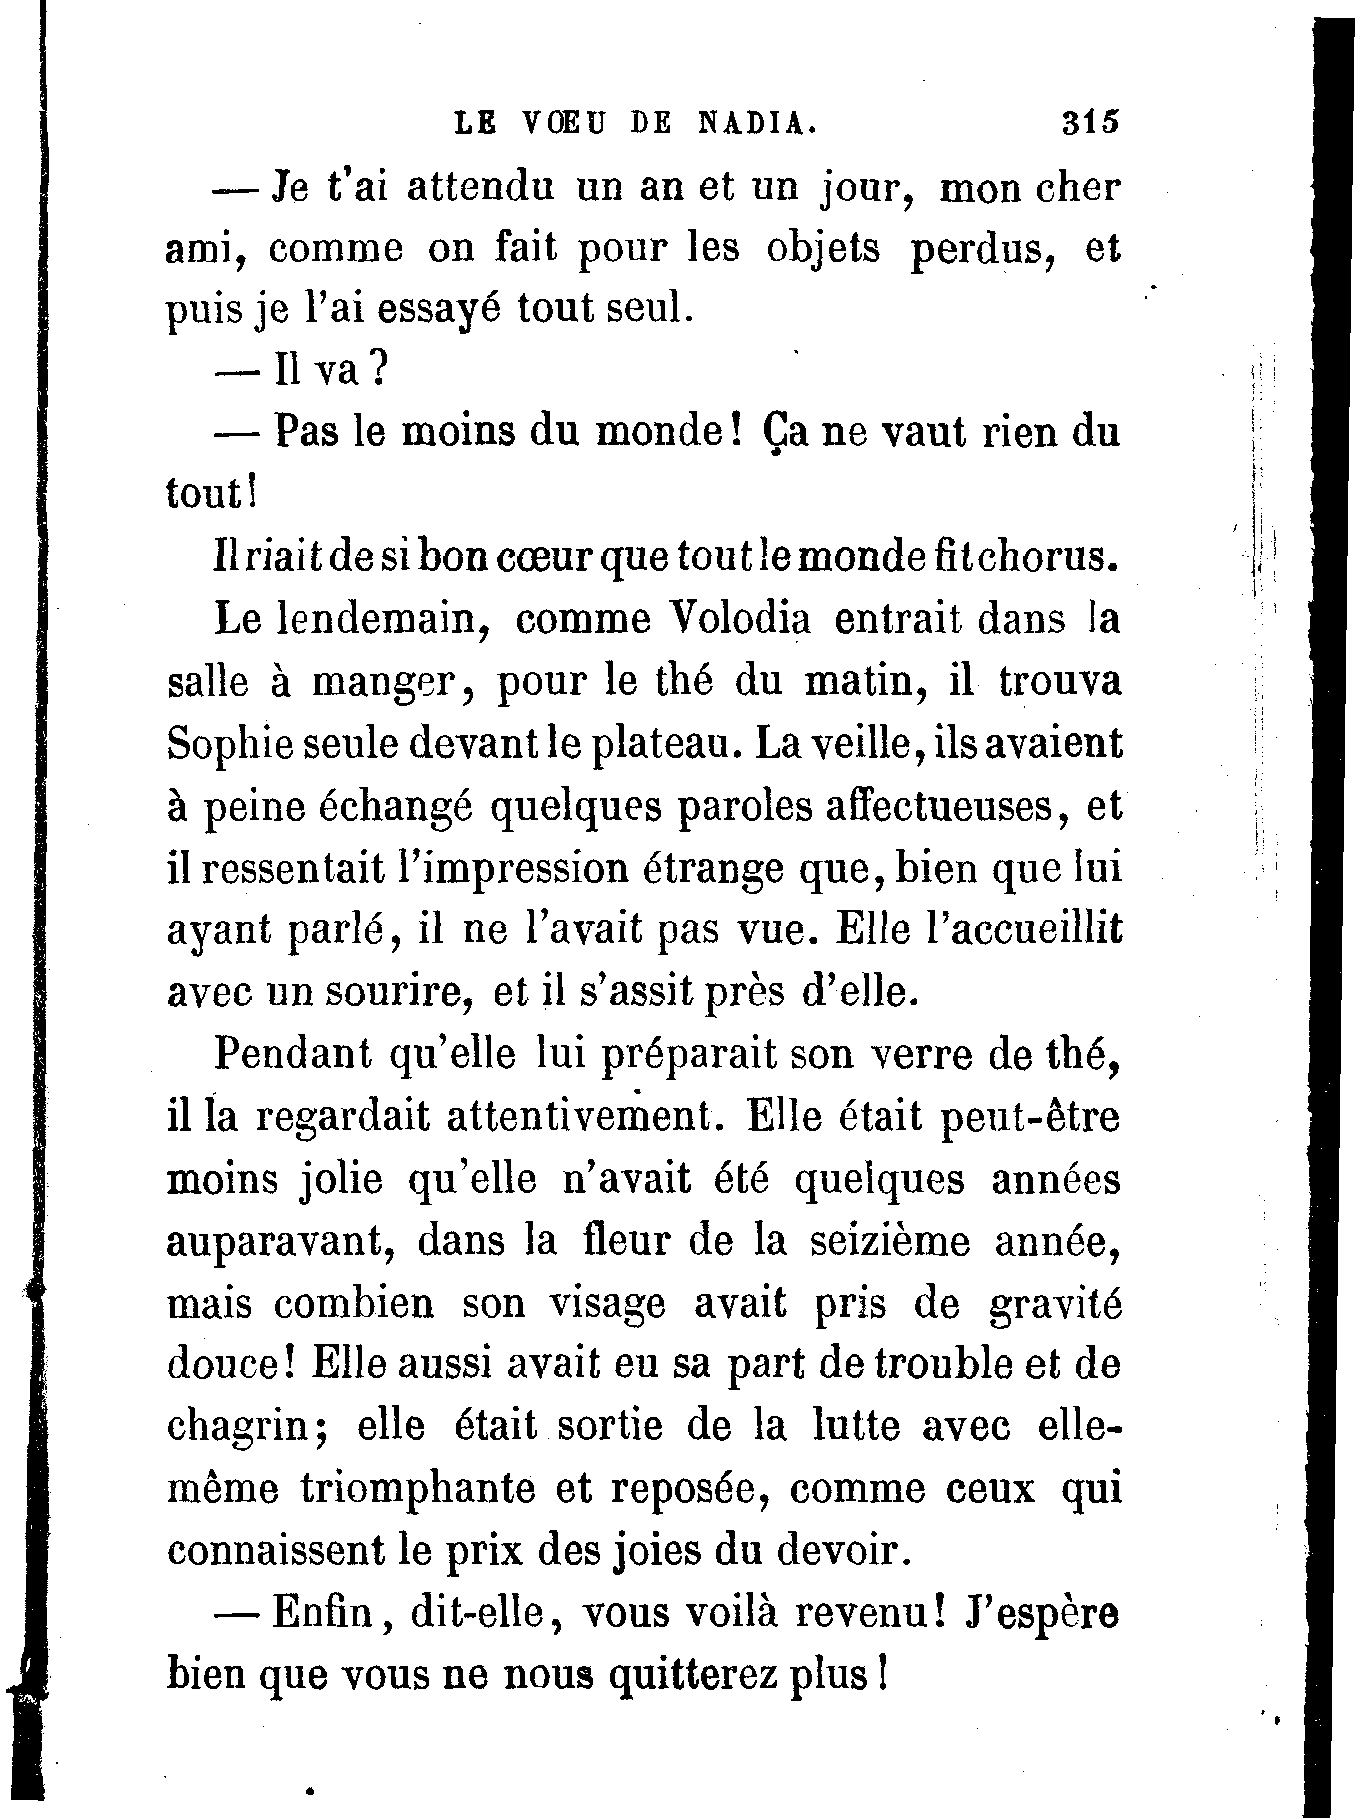 LE VŒU DE NADIA. 315
— Je t'ai attendu un an et un jour, mon cher
ami, comme on fait pour les objets perdus, et
puis je l'ai essayé tout seul.
— Il va ?
— Pas le moins du monde! Ça ne vaut rien du
tout!
Il riait de si bon cœur que tout le monde fit chorus.
Le lendemain, comme Volodia entrait dans la
salle à manger, pour le thé du matin, il trouva
Sophie seule devant le plateau. La veille, ils avaient
à peine échangé quelques paroles affectueuses, et
il ressentait l'impression étrange que, bien que lui
ayant parlé, il ne l'avait pas vue. Elle l'accueillit
avec un sourire, et il s'assit près d'elle.
Pendant qu'elle lui préparait son verre de thé,
il la regardait attentivement. Elle était peut-être
moins jolie qu'elle n'avait été quelques années
auparavant, dans la fleur de la seizième année,
mais combien son visage avait pris de gravité
douce! Elle aussi avait eu sa part de trouble et de
chagrin; elle était sortie de la lutte avec elle-
même triomphante et reposée, comme ceux qui
connaissent le prix des joies du devoir.
— Enfin, dit-elle, vous voilà revenu! J'espère
bien que vous ne nous quitterez plus !